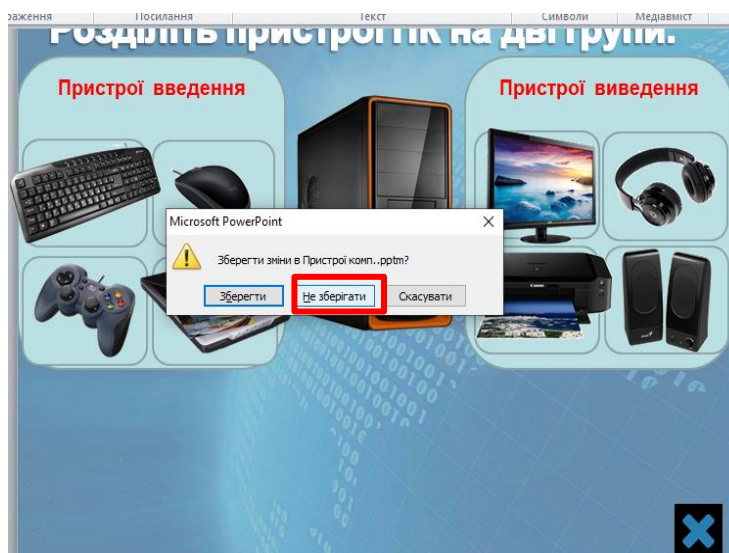 Посилання
Текст
Символи
Медіавміст
Розділіть пристрої ПК на дві групи.
Пристрої введення
Пристрої виведення
Microsoft PowerPoint
Зберегти зміни в Пристрої комп..pptm?
Зберегти
Не зберігати
Скасувати
Canon